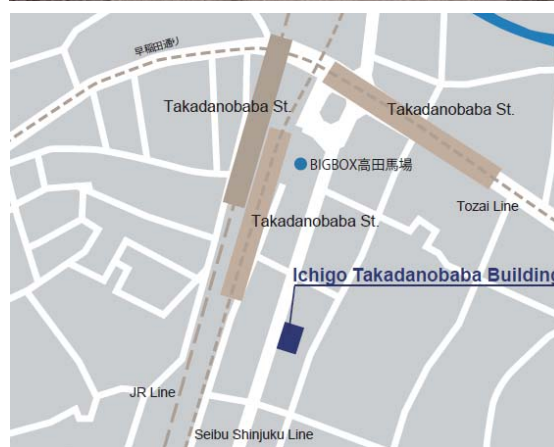 早稲田通り
Takadanobaba St.
Takadanobaba St.
BIGBOX高田馬場
Tozai Line
Takadanobaba St.
Ichigo Takadanobaba Building
JR Line
Seibu Shinjuku Line